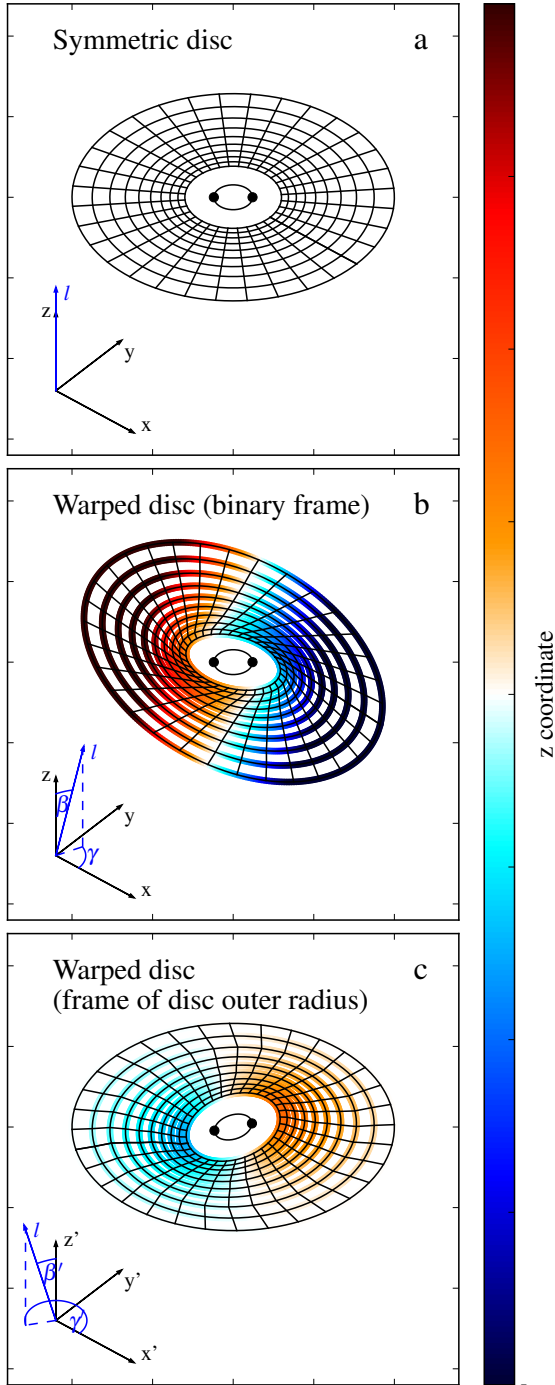 Symmetric disc
a
l
z
y
x
Warped disc (binary frame)
b
l
z
β
y
γ
x
Warped disc
c
(frame of disc outer radius)
l
z'
β'
y'
γ'
x'
z coordinate